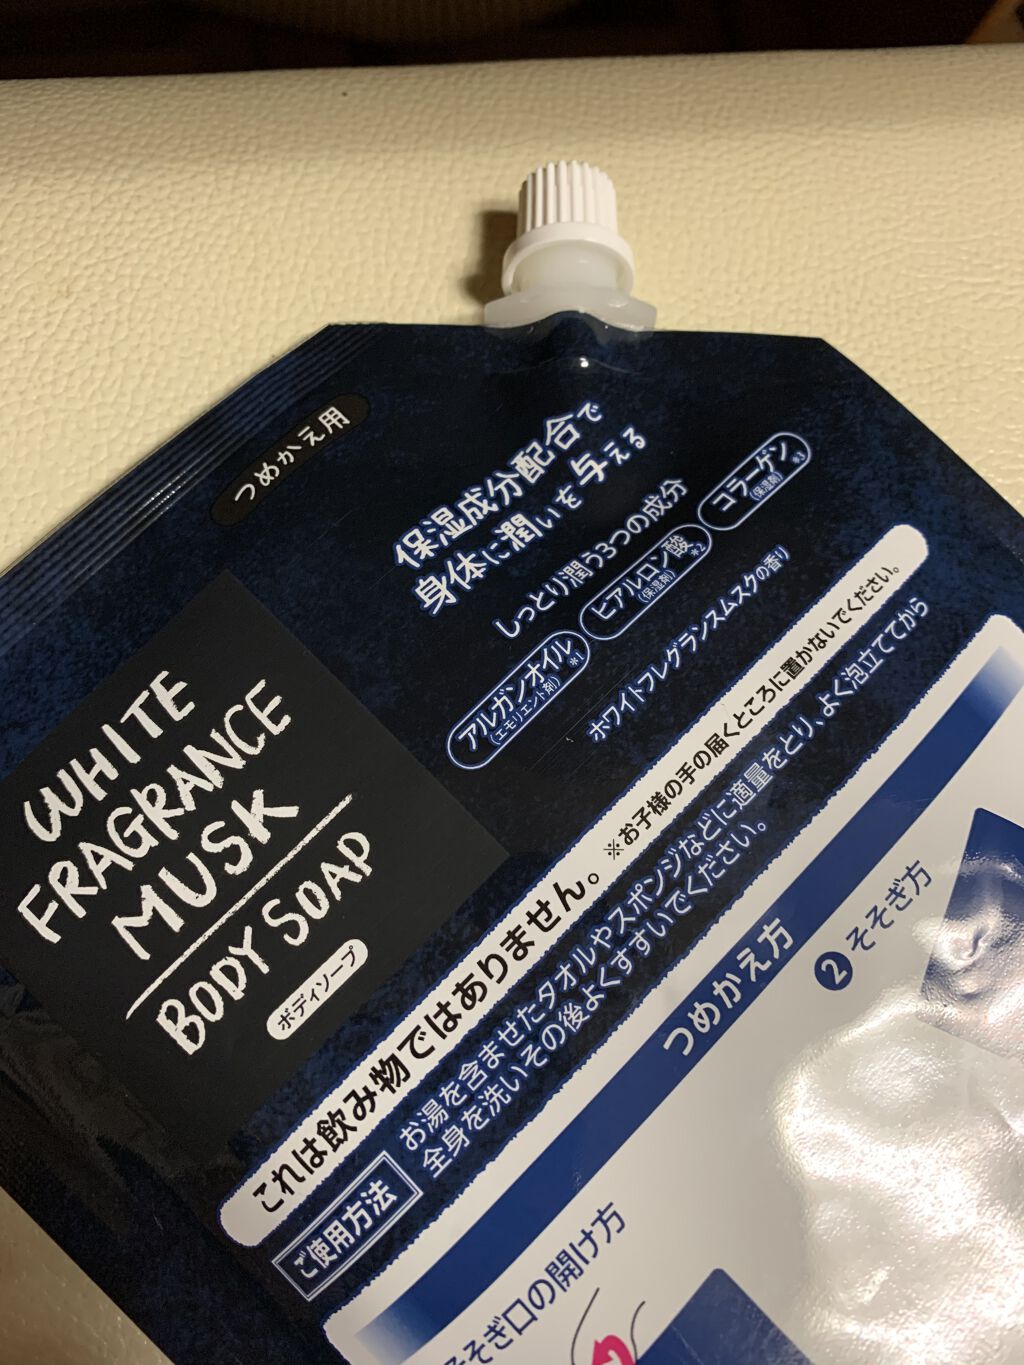 つめかえ用
保湿成分配合で
身体に潤いを与える
しっとり潤う3つの成分
アルガンオイル*1
(エモリエント剤)
ヒアルロン酸*2
(保湿剤)
コラーゲン*3
(保湿剤)
ホワイトフレグランスムスクの香り
WHITE
FRAGRANCE
MUSK
BODY SOAP
ボディソープ
これは飲み物ではありません。※お子様の手の届くところに置かないでください。
ご使用方法
お湯を含ませたタオルやスポンジなどに適量をとり、よく泡立ててから
全身を洗いその後よくすすいでください。
つめかえ方
そそぎ口の開け方
2 そそぎ方